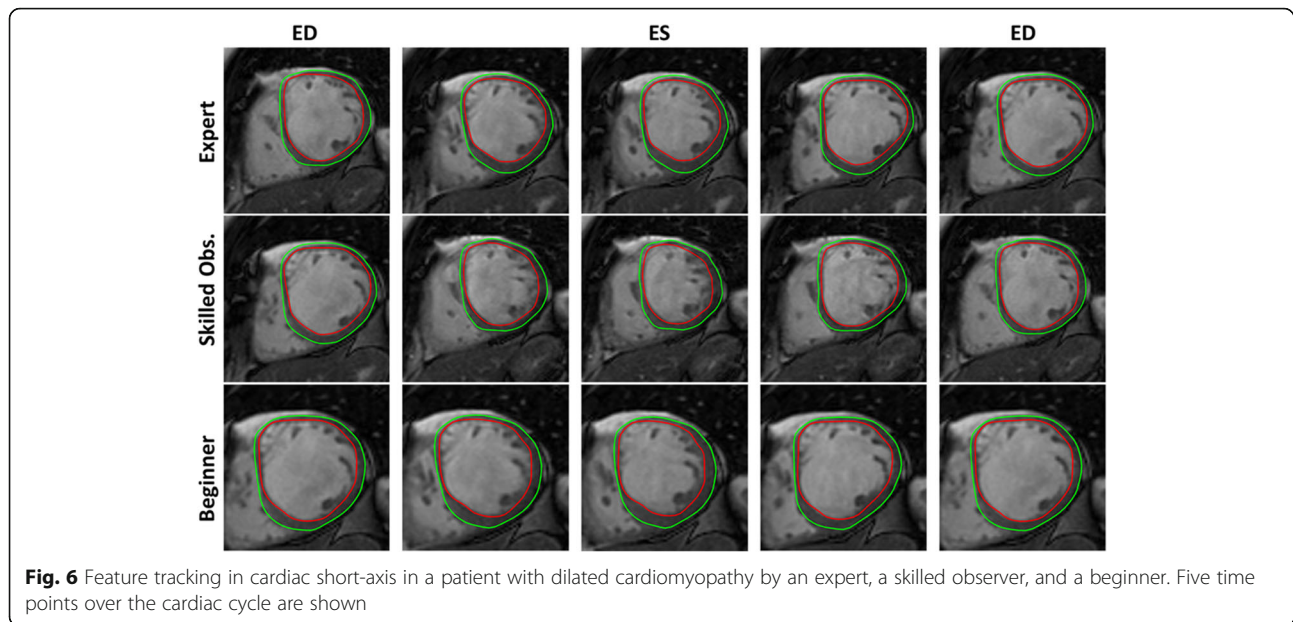 ED ES ED
Expert
Skilled Obs.
Beginner
Fig. 6 Feature tracking in cardiac short-axis in a patient with dilated cardiomyopathy by an expert, a skilled observer, and a beginner. Five time
points over the cardiac cycle are shown